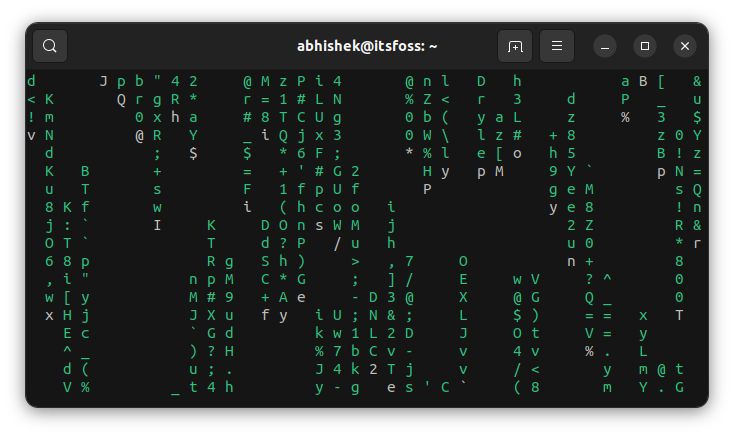 abhishek@itsfoss: ~
d J p b " 4 2 @ M z P i 4 @ n l D h a B [ &
< K Q r g R * r = 1 # L N % Z < r 3 d P _ u
! m 0 x h a # 8 T C U g 0 b ( y a L z % 3 $
v N @ R Y _ i Q j x 3 0 W \ l z # + 8 z 0 Y
d ; $ $ * 6 F ; * % l e [ o h 5 B ! z
K B + = + ' # G 2 H y p M 9 Y ` p N =
u T s F 1 f p U f P g e M s Q
8 K f w i ( h c o o i y e 8 ! n
j : ` I K D O n s W M j 2 Z R &
O T ` T d ? P / u h u 0 * r
6 8 p R g S h ) > , 7 O n + 8
, i " n p M C * G ; ] / E w V ? ^ 0
w [ y M # 9 + A e - D 3 @ X @ G Q _ 0
x H j J X u f y i U ; N & ; L $ ) = = x T
E c ` G d k w 1 L 2 D J O t V = y
^ _ ) ? H % 7 b C v - v 4 v % . L
d ( u ; . J 4 k 2 T j v / < y m @ t
V % _ t 4 h y - g e s ' C ` ( 8 m Y . G